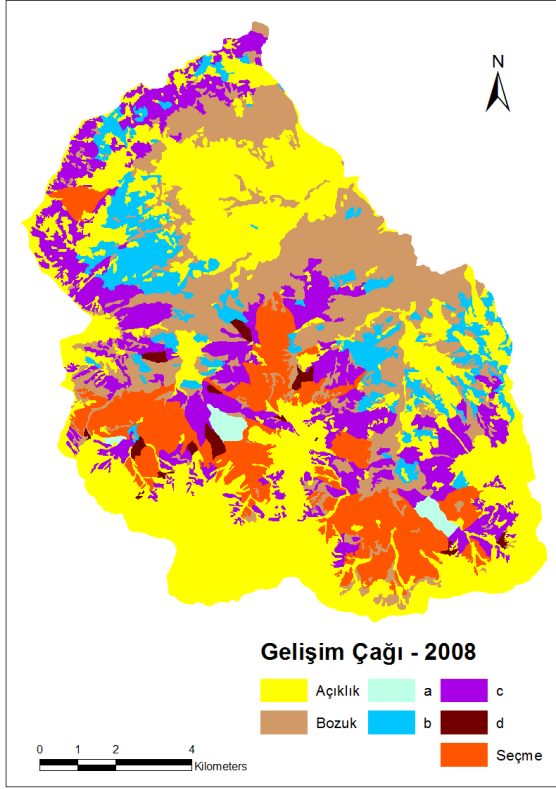 N
Gelişim Çağı - 2008
Açıklık a c
Bozuk b d
Seçme
0 1 2 4
Kilometers